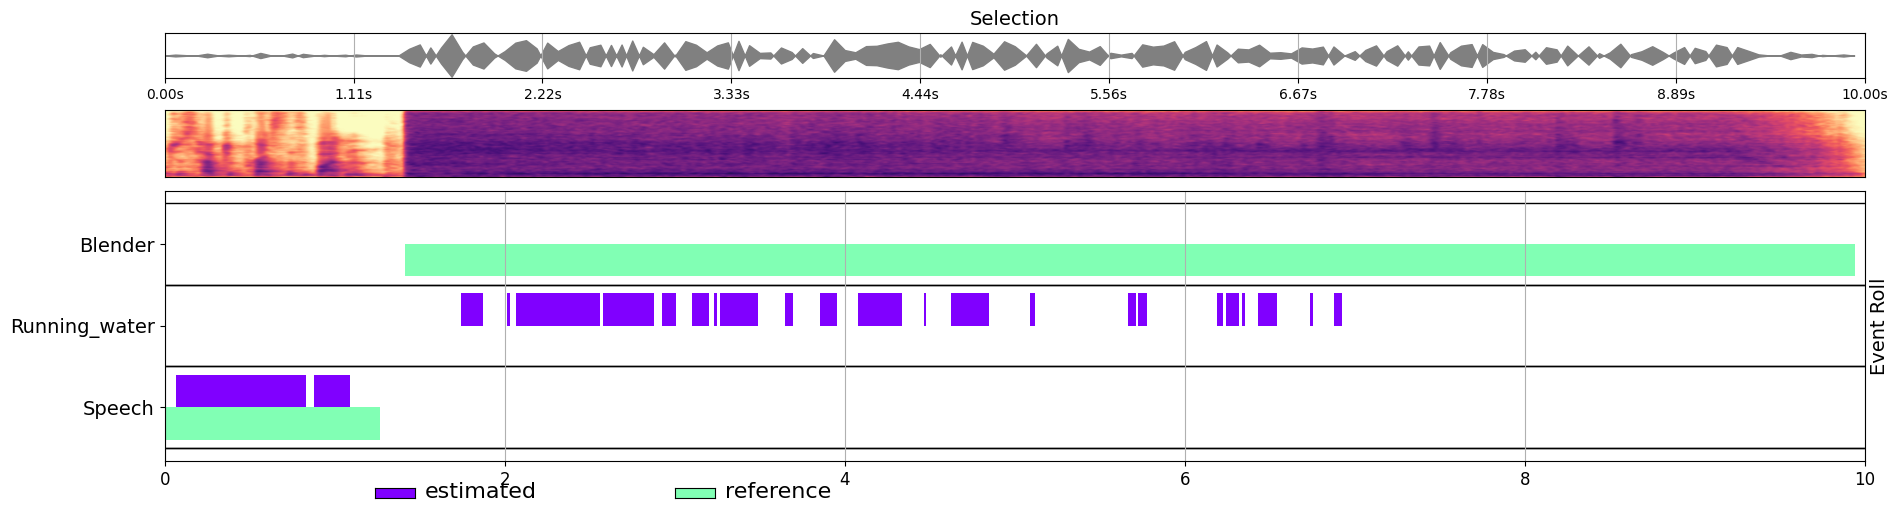 Selection
0.00s 1.11s 2.22s 3.33s 4.44s 5.56s 6.67s 7.78s 8.89s 10.00s
Blender
Running_water
Speech
Event Roll
0 2 4 6 8 10
estimated reference